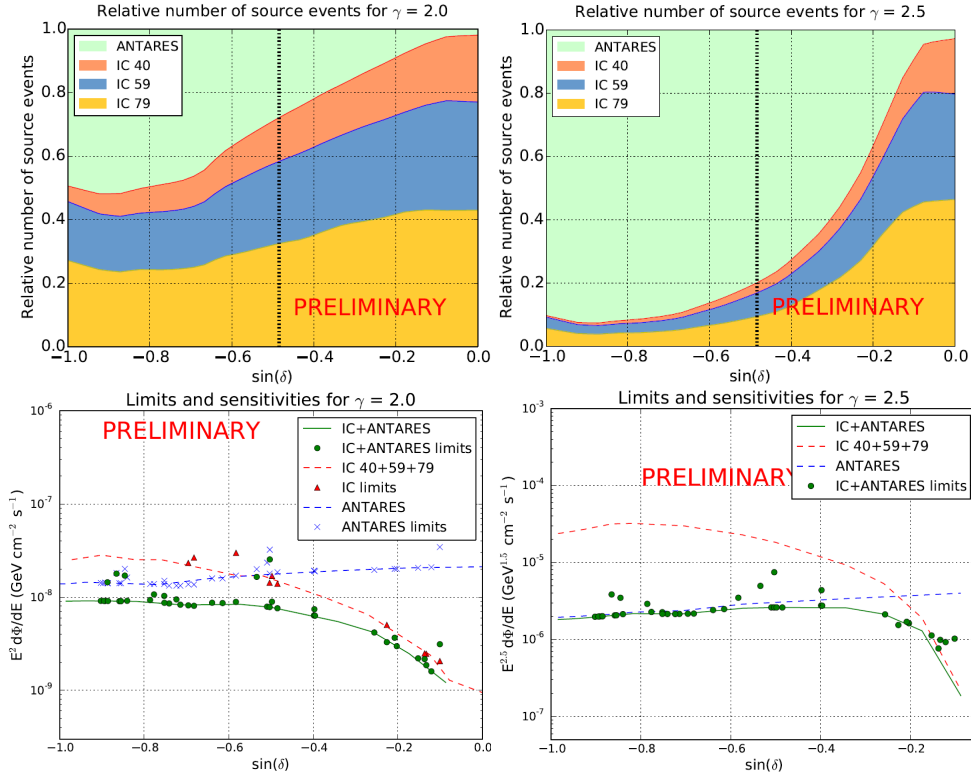 Relative number of source events for γ = 2.0
Relative number of source events
1.0
0.8
0.6
0.4
0.2
0.0
ANTARES
IC 40
IC 59
IC 79
PRELIMINARY
−1.0 −0.8 −0.6 −0.4 −0.2 0.0
sin(δ)
Relative number of source events for γ = 2.5
Relative number of source events
1.0
0.8
0.6
0.4
0.2
0.0
ANTARES
IC 40
IC 59
IC 79
PRELIMINARY
−1.0 −0.8 −0.6 −0.4 −0.2 0.0
sin(δ)
Limits and sensitivities for γ = 2.0
E² dΦ/dE (GeV cm⁻² s⁻¹)
10⁻⁶
10⁻⁷
10⁻⁸
10⁻⁹
PRELIMINARY
IC+ANTARES
IC+ANTARES limits
IC 40+59+79
IC limits
ANTARES
ANTARES limits
−1.0 −0.8 −0.6 −0.4 −0.2 0.0
sin(δ)
Limits and sensitivities for γ = 2.5
E²·⁵ dΦ/dE (GeV¹·⁵ cm⁻² s⁻¹)
10⁻³
10⁻⁴
10⁻⁵
10⁻⁶
10⁻⁷
PRELIMINARY
IC+ANTARES
IC 40+59+79
ANTARES
IC+ANTARES limits
−1.0 −0.8 −0.6 −0.4 −0.2
sin(δ)